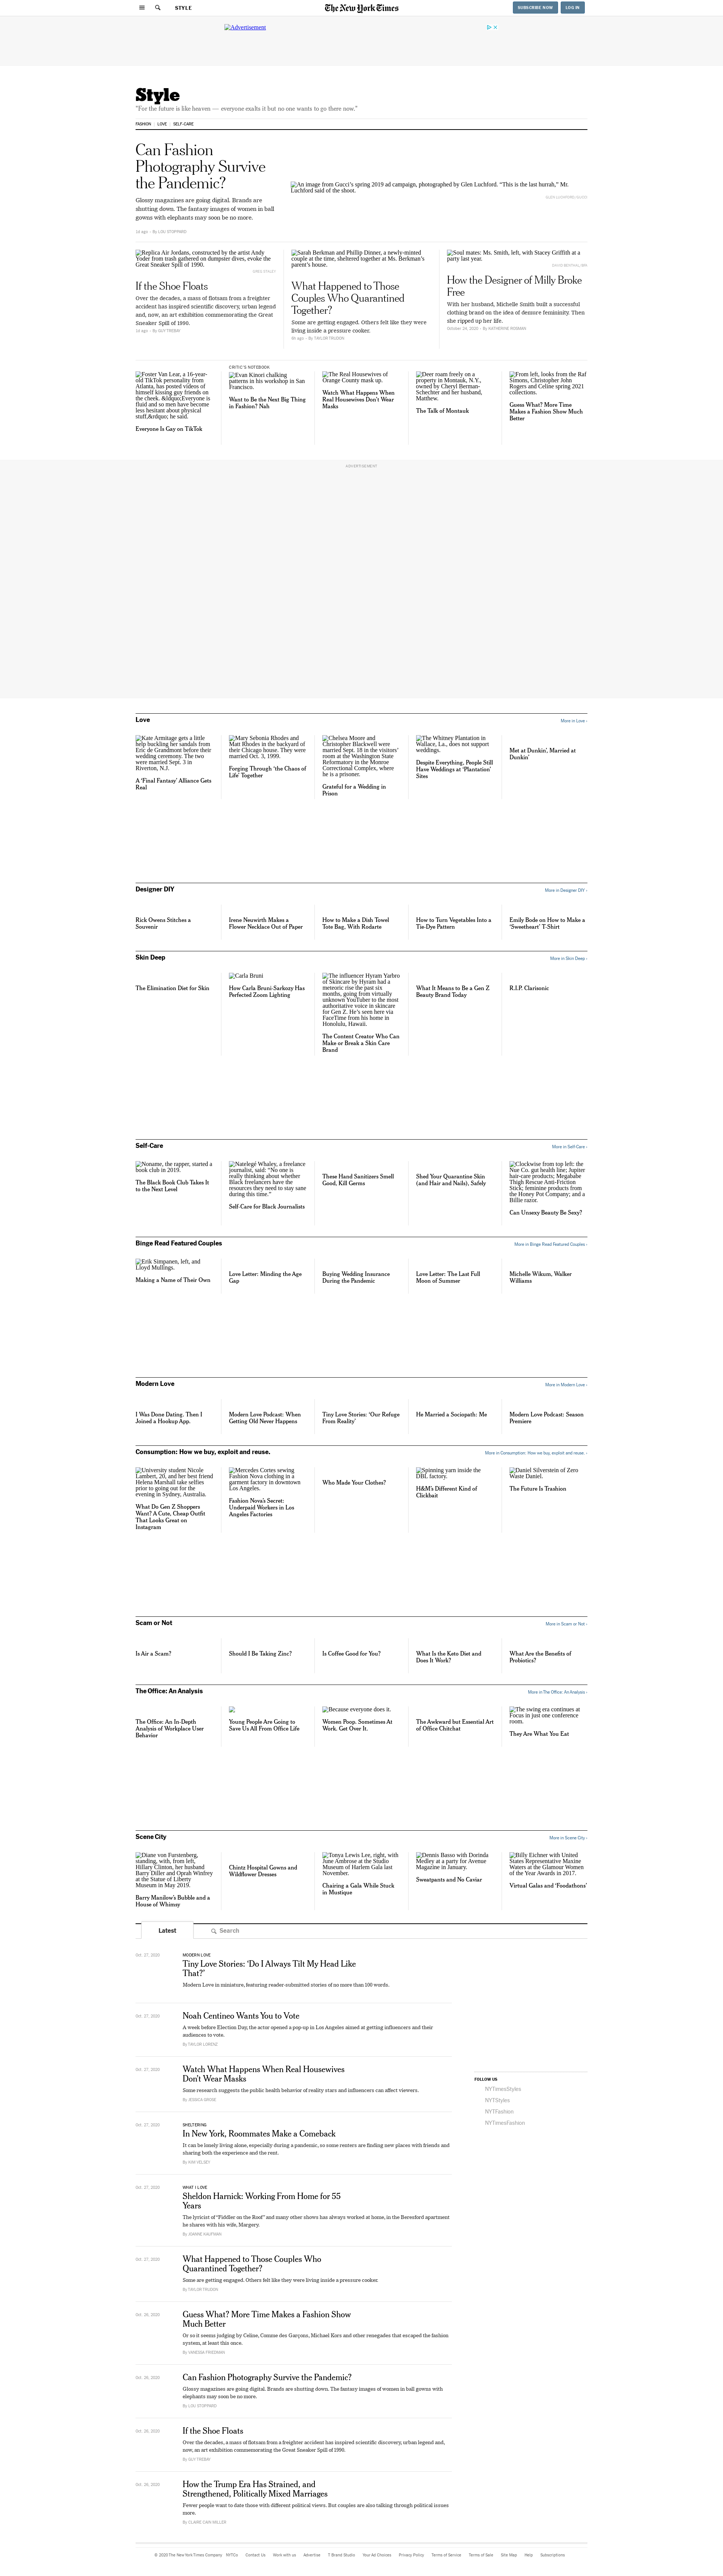 STYLE
The New York Times
SUBSCRIBE NOW
LOG IN
Advertisement
Style
"For the future is like heaven — everyone exalts it but no one wants to go there now."
FASHION
LOVE
SELF-CARE
Can Fashion
Photography Survive
the Pandemic?
Glossy magazines are going digital. Brands are
shutting down. The fantasy images of women in ball
gowns with elephants may soon be no more.
By LOU STOPPARD
An image from Gucci's spring 2019 ad campaign, photographed by Glen Luchford. "This is the last hurrah," Mr.
Luchford said of the shoot.
Replica Air Jordans, constructed by the artist Andy
Yoder from trash gathered on dumpster dives, evoke the
Great Sneaker Spill of 1990.
If the Shoe Floats
Over the decades, a mass of flotsam from a freighter
accident has inspired scientific discovery, urban legend
and, now, an art exhibition commemorating the Great
Sneaker Spill of 1990.
By GUY TREBAY
Sarah Berkman and Phillip Dinner, a newly-minted
couple at the time, sheltered together at Ms. Berkman's
parent's house.
What Happened to Those
Couples Who Quarantined
Together?
Some are getting engaged. Others felt like they were
living inside a pressure cooker.
By TARIRO MZEZEWA
Soul mates: Ms. Smith, left, with Stacey Griffith at a
party last year.
How the Designer of Milly Broke
Free
With her husband, Michelle Smith built a successful
clothing brand on the idea of demure femininity. Then
she ripped up her life.
October 24, 2020 - By KATHERINE ROSMAN
Foster Van Lear, a 16-year-
old TikTok personality from
Atlanta, has posted videos of
himself kissing guy friends on
the cheek. &ldquo;Everyone is
fluid and so men have become
less hesitant about physical
stuff,&rdquo; he said.
Everyone Is Gay on TikTok
CRITIC'S NOTEBOOK
Evan Kinori chalking
patterns in his workshop in San
Francisco.
Want to Be the Next Big Thing
in Fashion? Nah
The Real Housewives of
Orange County mask up.
Watch What Happens When
Real Housewives Don't Wear
Masks
Deer roam freely on a
property in Montauk, N.Y.,
owned by Cheryl Berman-
Schechter and her husband,
Matthew.
The Talk of Montauk
From left, looks from the Raf
Simons, Christopher John
Rogers and Celine spring 2021
collections.
Guess What? More Time
Makes a Fashion Show Much
Better
ADVERTISEMENT
Love
More in Love ›
Kate Armitage gets a little
help buckling her sandals from
Eric de Grandmont before their
wedding ceremony. The two
were married Sept. 3 in
Riverton, N.J.
A 'Final Fantasy' Alliance Gets
Real
Mary Sebonia Rhodes and
Matt Rhodes in the backyard of
their Chicago house. They were
married Oct. 3, 1999.
Forging Through 'the Chaos of
Life' Together
Chelsea Moore and
Christopher Blackwell were
married Sept. 18 in the visitors'
room at the Washington State
Reformatory in the Monroe
Correctional Complex, where
he is a prisoner.
Grateful for a Wedding in
Prison
The Whitney Plantation in
Wallace, La., does not support
weddings.
Despite Everything, People Still
Have Weddings at 'Plantation'
Sites
Met at Dunkin', Married at
Dunkin'
Designer DIY
More in Designer DIY ›
Rick Owens Stitches a
Souvenir
Irene Neuwirth Makes a
Flower Necklace Out of Paper
How to Make a Dish Towel
Tote Bag, With Rodarte
How to Turn Vegetables Into a
Tie-Dye Pattern
Emily Bode on How to Make a
'Sweetheart' T-Shirt
Skin Deep
More in Skin Deep ›
The Elimination Diet for Skin
Carla Bruni
How Carla Bruni-Sarkozy Has
Perfected Zoom Lighting
The influencer Hyram Yarbro
of Skincare by Hyram had a
meteoric rise the past six
months, going from virtually
unknown YouTuber to the most
authoritative voice in skincare
for Gen Z. He's seen here via
FaceTime from his home in
Honolulu, Hawaii.
The Content Creator Who Can
Make or Break a Skin Care
Brand
What It Means to Be a Gen Z
Beauty Brand Today
R.I.P. Clarisonic
Self-Care
More in Self-Care ›
Noname, the rapper, started a
book club in 2019.
The Black Book Club Takes It
to the Next Level
Natelegé Whaley, a freelance
journalist, said: "No one is
really thinking about whether
Black freelancers have the
resources they need to stay sane
during this time."
Self-Care for Black Journalists
These Hand Sanitizers Smell
Good, Kill Germs
Shed Your Quarantine Skin
(and Hair and Nails), Safely
Clockwise from top left: the
Nue Co. gut health line; Jupiter
hair-care products; Megababe
Thigh Rescue Anti-Friction
Stick; feminine products from
the Honey Pot Company; and a
Billie razor.
Can Unsexy Beauty Be Sexy?
Binge Read Featured Couples
More in Binge Read Featured Couples ›
Erik Simpanen, left, and
Lloyd Mullings.
Making a Name of Their Own
Love Letter: Minding the Age
Gap
Buying Wedding Insurance
During the Pandemic
Love Letter: The Last Full
Moon of Summer
Michelle Wikum, Walker
Williams
Modern Love
More in Modern Love ›
I Was Done Dating. Then I
Joined a Hookup App.
Modern Love Podcast: When
Getting Old Never Happens
Tiny Love Stories: 'Our Refuge
From Reality'
He Married a Sociopath: Me
Modern Love Podcast: Season
Premiere
Consumption: How we buy, exploit and reuse.
More in Consumption: How we buy, exploit and reuse. ›
University student Nicole
Lambert, 20, and her best friend
Helena Marshall take selfies
prior to going out for the
evening in Sydney, Australia.
What Do Gen Z Shoppers
Want? A Cute, Cheap Outfit
That Looks Great on
Instagram
Mercedes Cortes sewing
Fashion Nova clothing in a
garment factory in downtown
Los Angeles.
Fashion Nova's Secret:
Underpaid Workers in Los
Angeles Factories
Who Made Your Clothes?
Spinning yarn inside the
DBL factory.
H&M's Different Kind of
Clickbait
Daniel Silverstein of Zero
Waste Daniel.
The Future Is Trashion
Scam or Not
More in Scam or Not ›
Is Air a Scam?
Should I Be Taking Zinc?
Is Coffee Good for You?
What Is the Keto Diet and
Does It Work?
What Are the Benefits of
Probiotics?
The Office: An Analysis
More in The Office: An Analysis ›
The Office: An In-Depth
Analysis of Workplace User
Behavior
Young People Are Going to
Save Us All From Office Life
Because everyone does it.
Women Poop. Sometimes At
Work. Get Over It.
The Awkward but Essential Art
of Office Chitchat
The swing era continues at
Focus in just one conference
room.
They Are What You Eat
Scene City
More in Scene City ›
Diane von Furstenberg,
standing, with, from left,
Hillary Clinton, her husband
Barry Diller and Oprah Winfrey
at the Statue of Liberty
Museum in May 2019.
Barry Manilow's Bubble and a
House of Whimsy
Chintz Hospital Gowns and
Wildflower Dresses
Tonya Lewis Lee, right, with
June Ambrose at the Studio
Museum of Harlem Gala last
November.
Chairing a Gala While Stuck
in Mustique
Dennis Basso with Dorinda
Medley at a party for Avenue
Magazine in January.
Sweatpants and No Caviar
Billy Eichner with United
States Representative Maxine
Waters at the Glamour Women
of the Year Awards in 2017.
Virtual Galas and 'Foodathons'
Latest
Search
Oct. 27, 2020
MODERN LOVE
Tiny Love Stories: 'Do I Always Tilt My Head Like
That?'
Modern Love in miniature, featuring reader-submitted stories of no more than 100 words.
Oct. 27, 2020
Noah Centineo Wants You to Vote
A week before Election Day, the actor opened a pop-up in Los Angeles aimed at getting influencers and their
audiences to vote.
By TAYLOR LORENZ
Oct. 27, 2020
Watch What Happens When Real Housewives
Don't Wear Masks
Some research suggests the public health behavior of reality stars and influencers can affect viewers.
Oct. 27, 2020
SHELTERING
In New York, Roommates Make a Comeback
It can be lonely living alone, especially during a pandemic, so some renters are finding new places with friends and
sharing both the experience and the rent.
By KIM VELSEY
Oct. 27, 2020
WHAT I LOVE
Sheldon Harnick: Working From Home for 55
Years
The lyricist of "Fiddler on the Roof" and many other shows has always worked at home, in the Beresford apartment
he shares with his wife, Margery.
By JOANNE KAUFMAN
Oct. 27, 2020
What Happened to Those Couples Who
Quarantined Together?
Some are getting engaged. Others felt like they were living inside a pressure cooker.
By TARIRO MZEZEWA
Oct. 26, 2020
Guess What? More Time Makes a Fashion Show
Much Better
Or so it seems judging by Celine, Comme des Garçons, Michael Kors and other renegades that escaped the fashion
system, at least this once.
By VANESSA FRIEDMAN
Oct. 26, 2020
Can Fashion Photography Survive the Pandemic?
Glossy magazines are going digital. Brands are shutting down. The fantasy images of women in ball gowns with
elephants may soon be no more.
By LOU STOPPARD
Oct. 26, 2020
If the Shoe Floats
Over the decades, a mass of flotsam from a freighter accident has inspired scientific discovery, urban legend and,
now, an art exhibition commemorating the Great Sneaker Spill of 1990.
By GUY TREBAY
Oct. 26, 2020
How the Trump Era Has Strained, and
Strengthened, Politically Mixed Marriages
Fewer people want to date those with different political views. But couples are also talking through political issues
more.
By CLAIRE CAIN MILLER
FOLLOW US
NYTimesStyles
NYTStyles
NYTFashion
NYTimesFashion
© 2020 The New York Times Company
NYTCo
Contact Us
Work with us
Advertise
T Brand Studio
Your Ad Choices
Privacy Policy
Terms of Service
Terms of Sale
Site Map
Help
Subscriptions